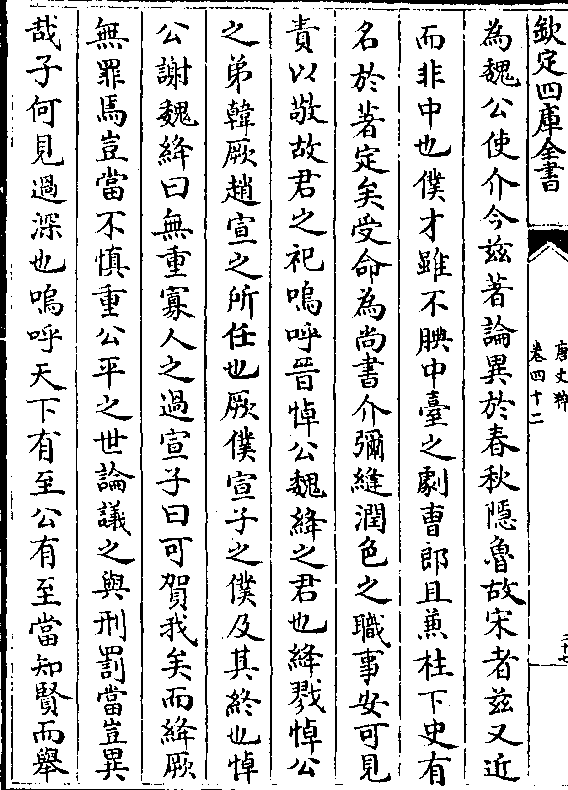 欽定四庫全書
唐文粹
卷四十二
為魏公使介今茲著論異於春秋隱魯故宋者茲又近
而非中也僕才雖不腆中臺之劇曹郎且兼柱下史有
名於著定矣受命為尚書介彌縫潤色之職事安可見
責以敬故君之祀嗚呼晉悼公魏絳之君也絳戮悼公
之弟韓厥趙宣之所任也厥僕宣子之僕及其終也悼
公謝魏絳曰無重寡人之過宣子曰可賀我矣而絳厥
無罪焉豈當不慎重公平之世論議之與刑罰當豈異
哉子何見過深也嗚呼天下有至公有至當知賢而舉